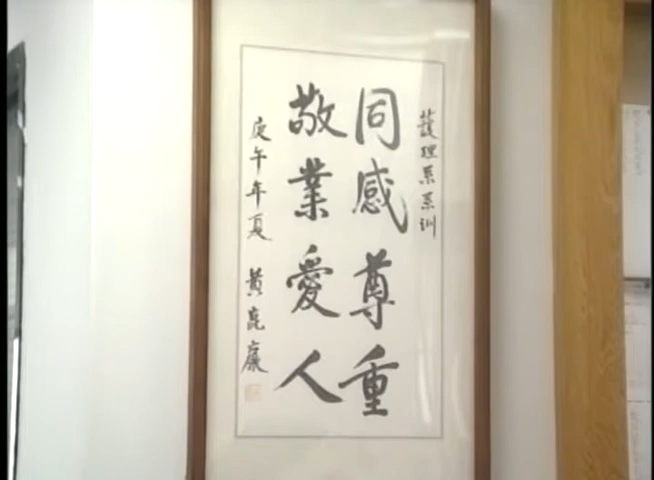 護理系系訓
同感尊重
敬業愛人
庚午年夏 黃崑巖